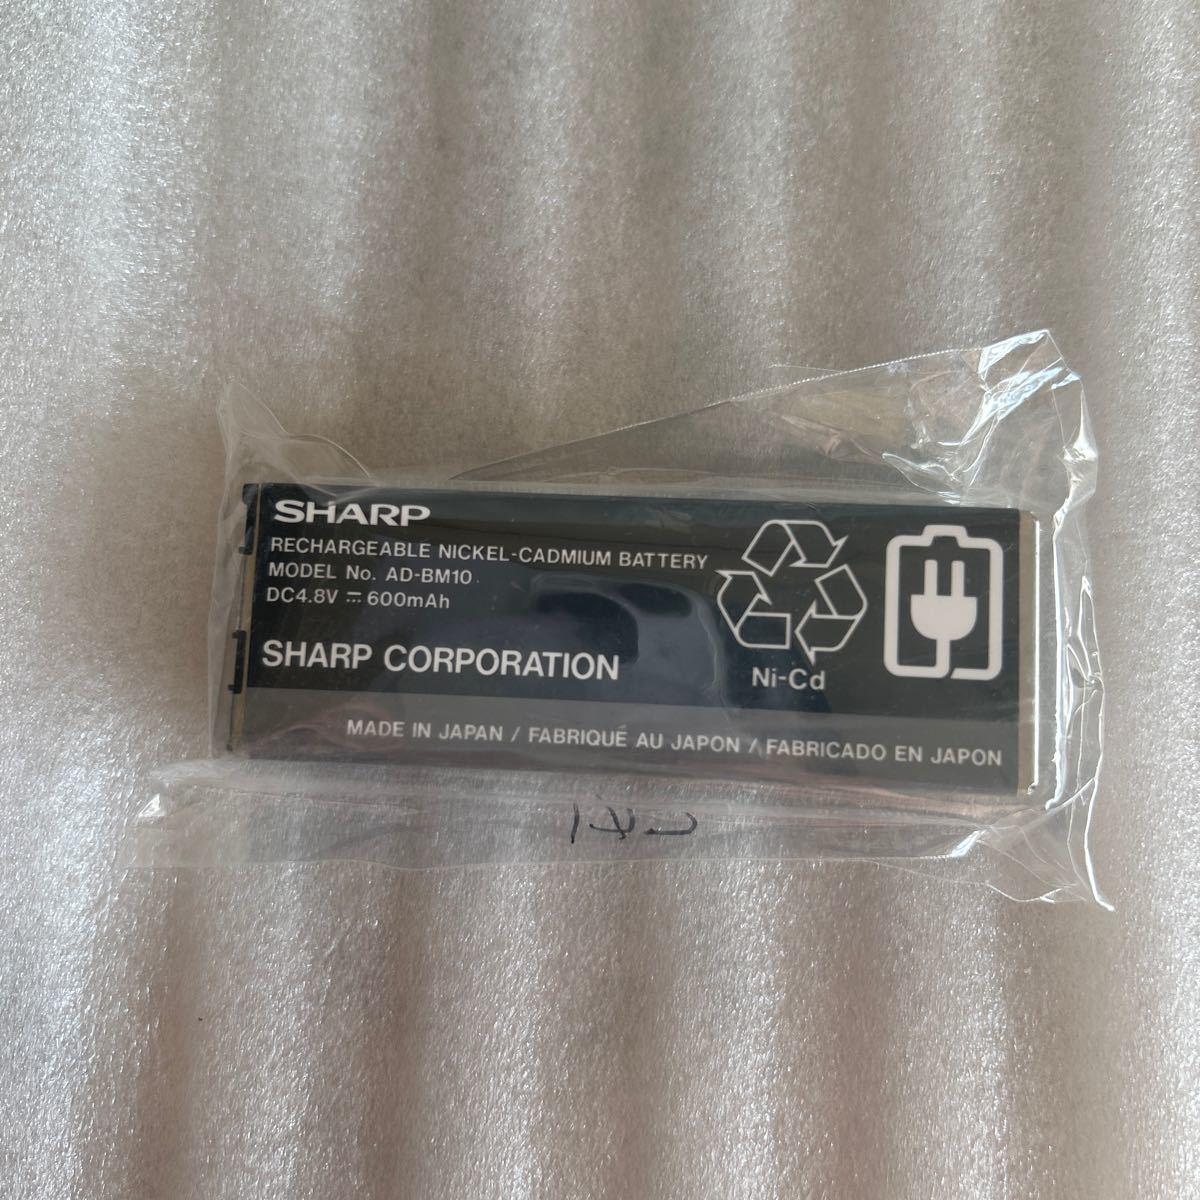 SHARP
RECHARGEABLE NICKEL-CADMIUM BATTERY
MODEL No. AD-BM10
DC4.8V ⎓ 600mAh
SHARP CORPORATION
Ni-Cd
MADE IN JAPAN / FABRIQUÉ AU JAPON / FABRICADO EN JAPON